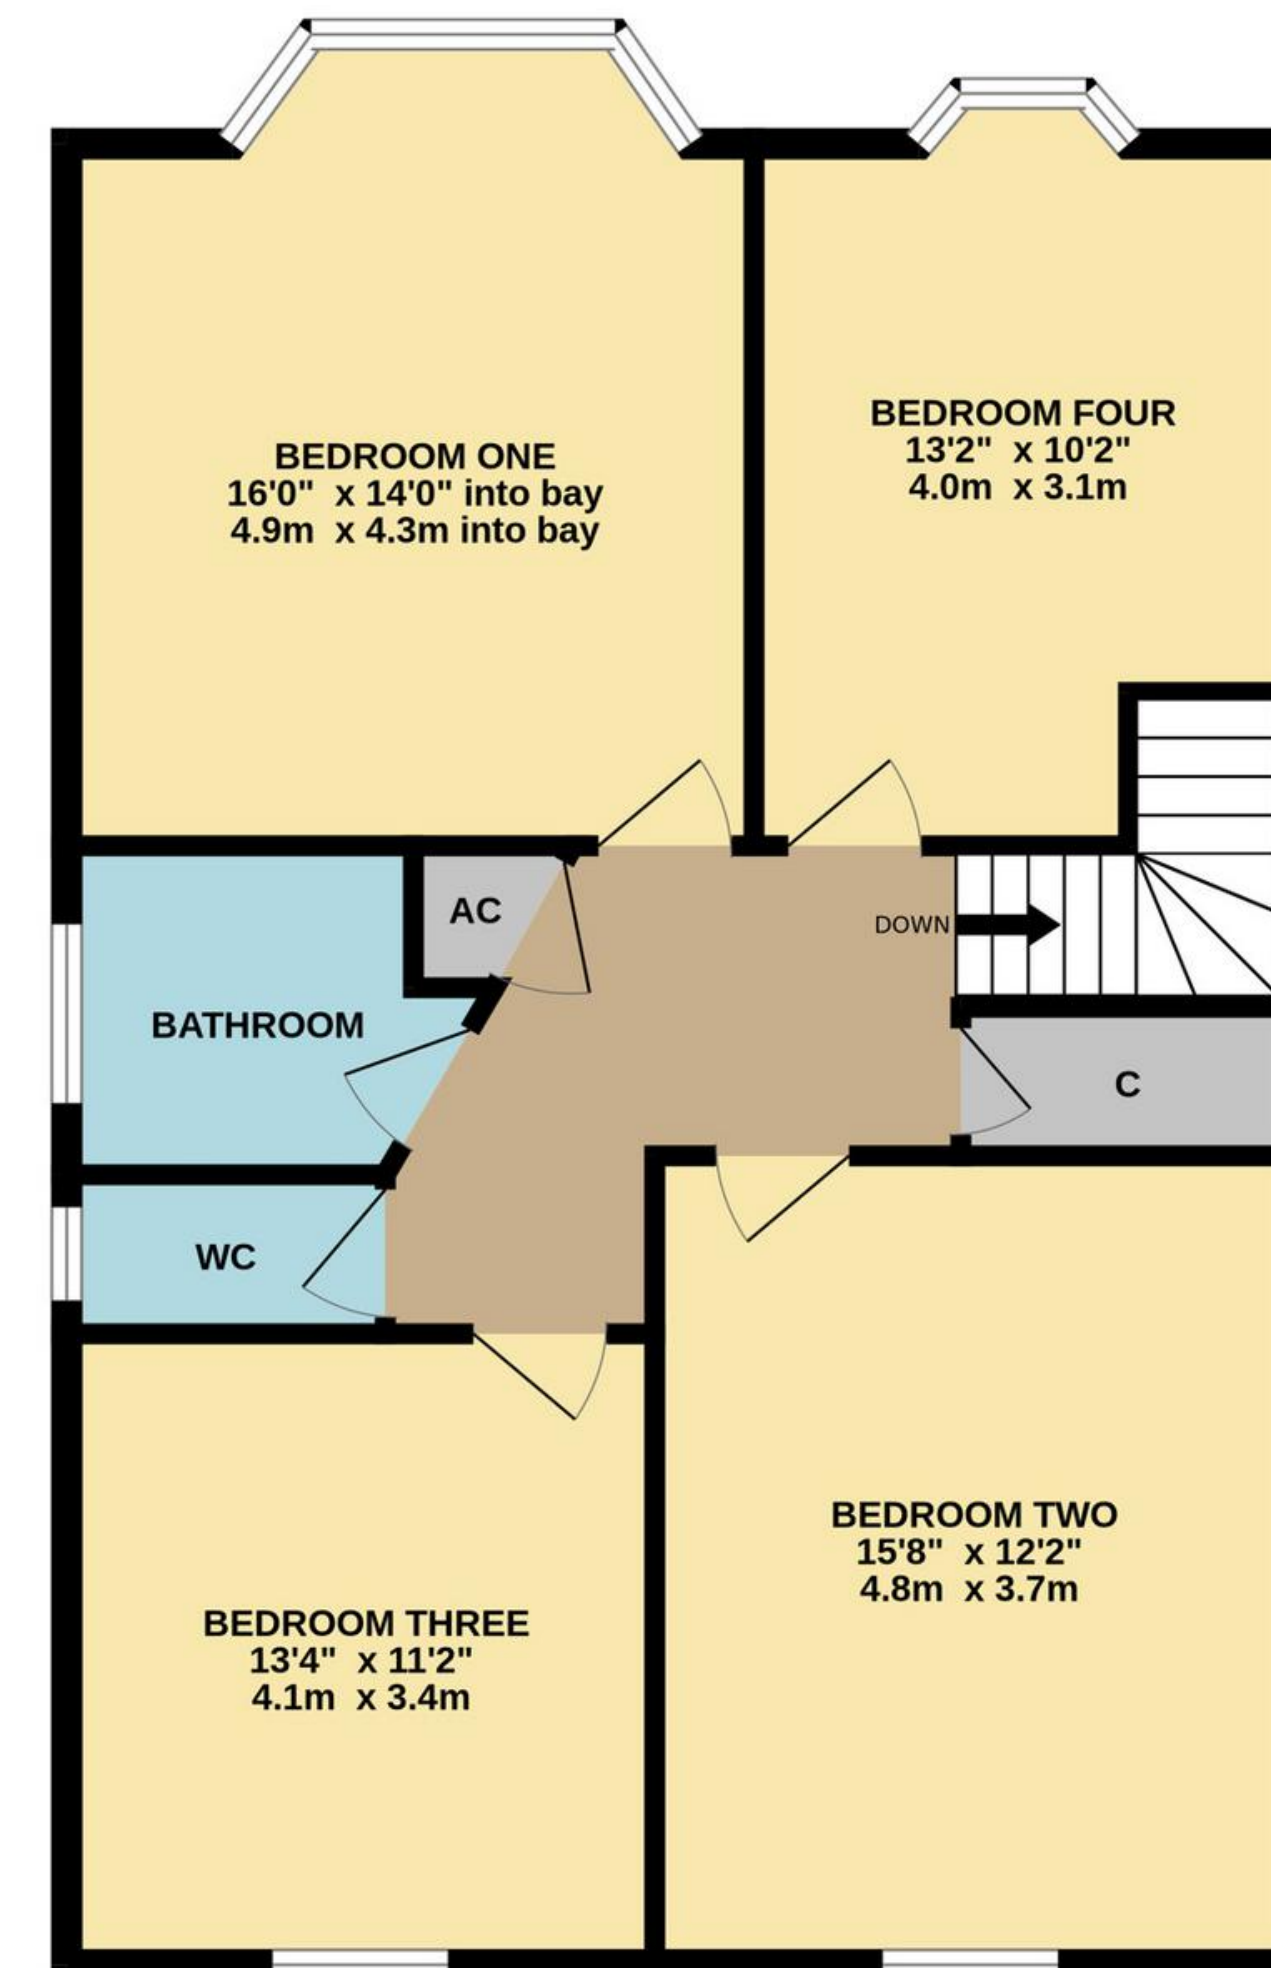 BEDROOM ONE
16'0" x 14'0" into bay
4.9m x 4.3m into bay
BEDROOM FOUR
13'2" x 10'2"
4.0m x 3.1m
AC
DOWN
BATHROOM
C
WC
BEDROOM TWO
15'8" x 12'2"
4.8m x 3.7m
BEDROOM THREE
13'4" x 11'2"
4.1m x 3.4m